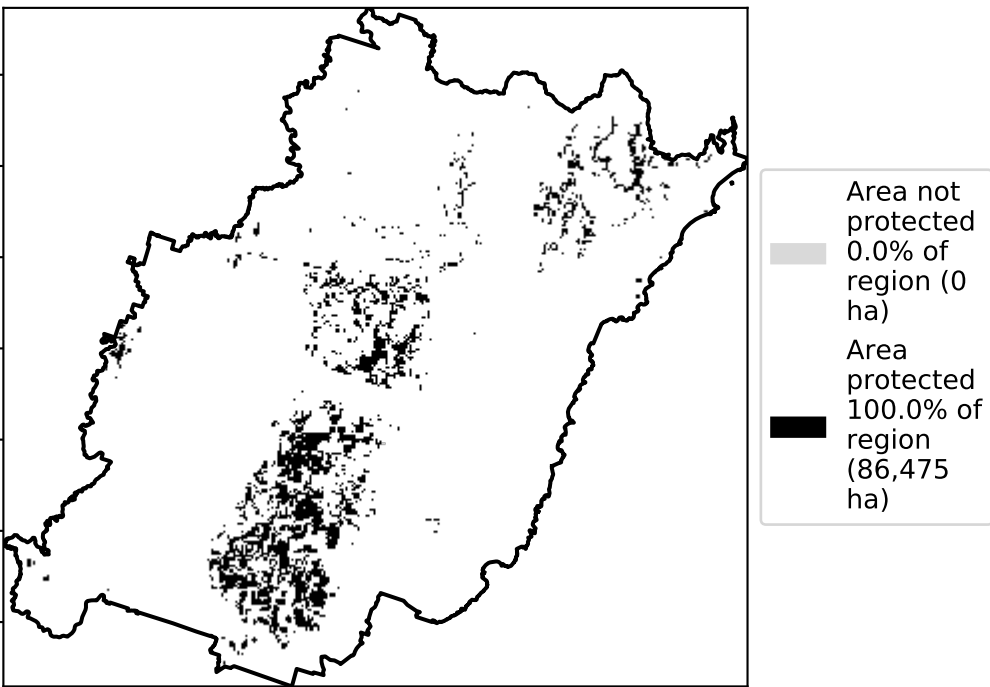 Area not
protected
0.0% of
region (0
ha)
Area
protected
100.0% of
region
(86,475
ha)